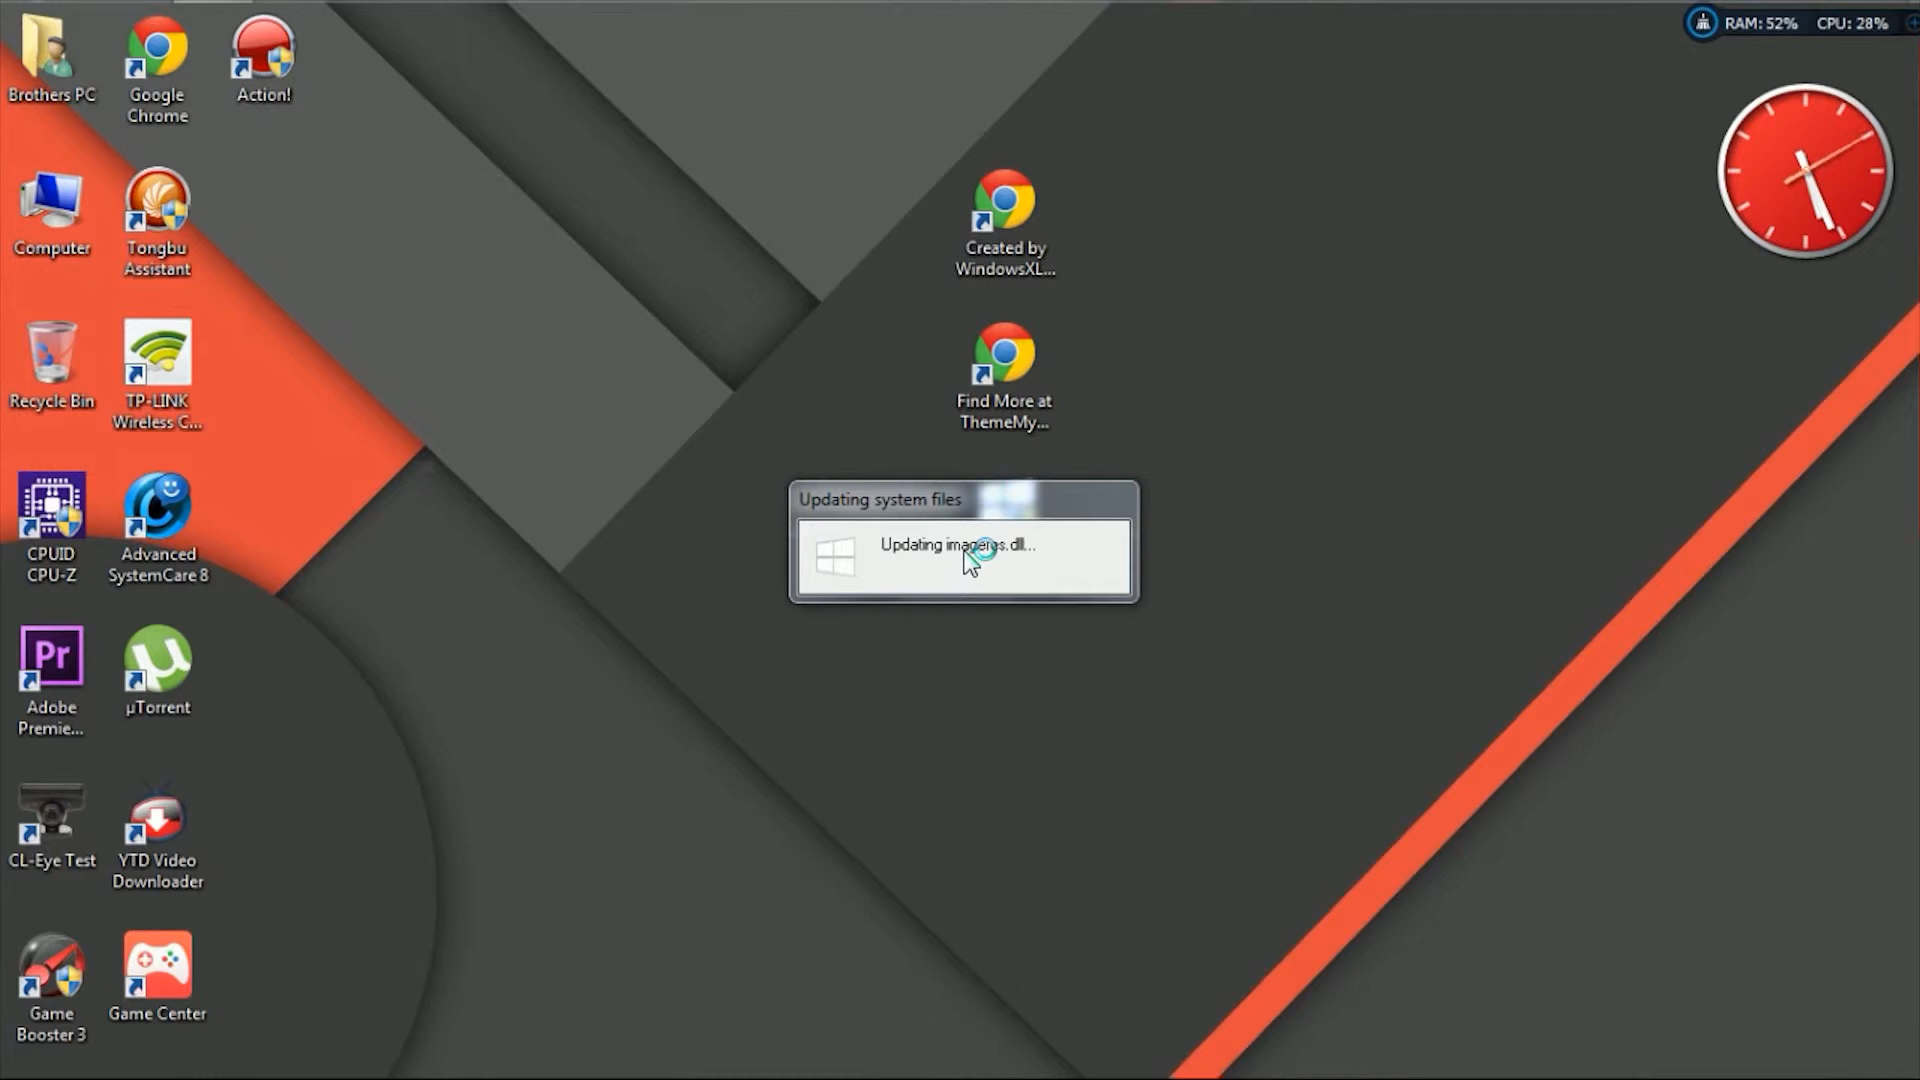 RAM: 52% CPU: 28%
Brothers PC
Google
Chrome
Action!
Computer
Tongbu
Assistant
Created by
WindowsXL...
Recycle Bin
TP-LINK
Wireless C...
Find More at
ThemeMy...
CPUID
CPU-Z
Advanced
SystemCare 8
Updating system files
Updating imageres.dll...
Pr
Adobe
Premie...
µTorrent
CL-Eye Test
YTD Video
Downloader
Game
Booster 3
Game Center